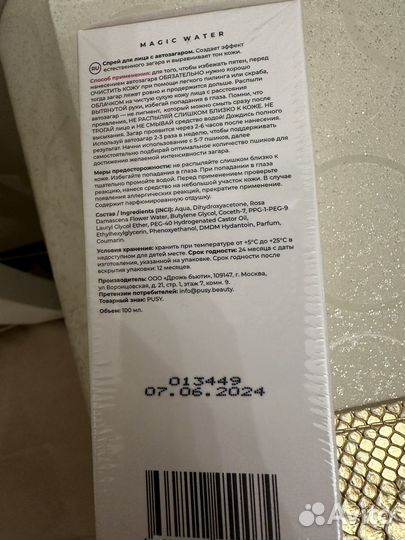 MAGIC WATER
RU Спрей для лица с автозагаром. Создает эффект
естественного загара и выравнивает тон кожи.
Способ применения: для того, чтобы избежать пятен, перед
нанесением автозагара ОБЯЗАТЕЛЬНО нужно хорошо
ОЧИСТИТЬ КОЖУ при помощи легкого пилинга или скраба,
тогда загар ляжет ровно и продержится дольше. Распыли
ОБЛАЧКОМ на чистую сухую кожу лица с расстояния
ВЫТЯНУТОЙ руки, избегай попадания в глаза. Помни, что
автозагар — не пигмент, который можно смыть сразу после
проявления, НЕ РАСПЫЛЯЙ СЛИШКОМ БЛИЗКО К КОЖЕ. НЕ
ТРОГАЙ ЛИЦО И НЕ СМЫВАЙ средство водой! Дождись полного
высыхания. Загар проявится через 2-6 часов после нанесения.
Используй автозагар 2-3 раза в неделю, чтобы поддерживать
результат. Начни использование с 5-7 пшиков, далее
самостоятельно подбирай оптимальное количество пшиков для
достижения желаемой интенсивности загара.
Меры предосторожности: не распыляйте слишком близко к
коже. Избегайте попадания в глаза. При попадании в глаза
тщательно промойте водой. Перед применением проверьте
реакцию, нанеся средство на небольшой участок кожи. В случае
появления аллергических реакций, прекратите применение.
Содержит парфюмированную отдушку.
Состав / Ingredients (INCI): Aqua, Dihydroxyacetone, Rosa
Damascena Flower Water, Butylene Glycol, Coceth-7, PPG-1-PEG-9
Lauryl Glycol Ether, PEG-40 Hydrogenated Castor Oil,
Ethylhexylglycerin, Phenoxyethanol, DMDM Hydantoin, Parfum,
Coumarin.
Условия хранения: хранить при температуре от +5°С до +25°С в
недоступном для детей месте. Срок годности: 24 месяца с даты
изготовления, указанной на упаковке. Срок годности после
вскрытия упаковки: 12 месяцев.
Производитель: ООО «Дрожь бьюти», 109147, г. Москва,
ул Воронцовская, д. 21, стр. 1, этаж 7, комн. 9.
Претензии потребителей: info@pusy.beauty.
Товарный знак: PUSY.
Объем: 100 мл.
013449
07.06.2024
Avito